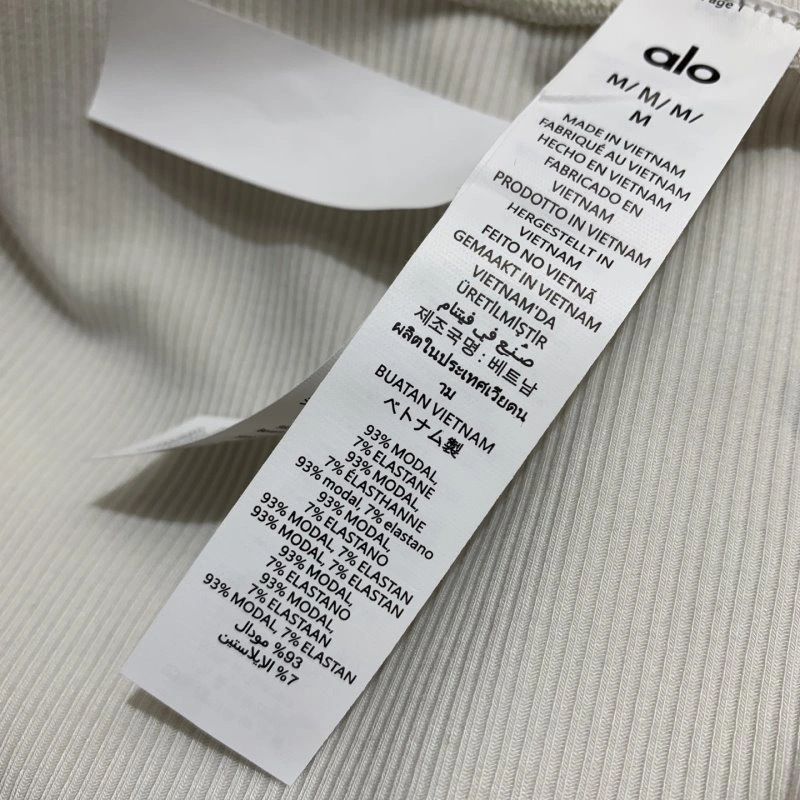 alo
M/ M/ M/
M
MADE IN VIETNAM
FABRIQUÉ AU VIETNAM
HECHO EN VIETNAM
FABRICADO EN
VIETNAM
PRODOTTO IN VIETNAM
HERGESTELLT IN
VIETNAM
FEITO NO VIETNÃ
GEMAAKT IN VIETNAM
VIETNAM'DA
ÜRETİLMİŞTİR
صُنع في فيتنام
제조국명 : 베트남
ผลิตในประเทศเวียดน
าม
BUATAN VIETNAM
ベトナム製
93% MODAL,
7% ELASTANE
93% MODAL,
7% ÉLASTHANNE
93% modal, 7% elastano
93% MODAL,
7% ELASTANO
93% MODAL, 7% ELASTAN
93% MODAL, 7% ELASTAN
93% MODAL,
7% ELASTANO
93% MODAL,
7% ELASTAAN
93% MODAL, 7% ELASTAN
93% مودال
7% الإيلاستين